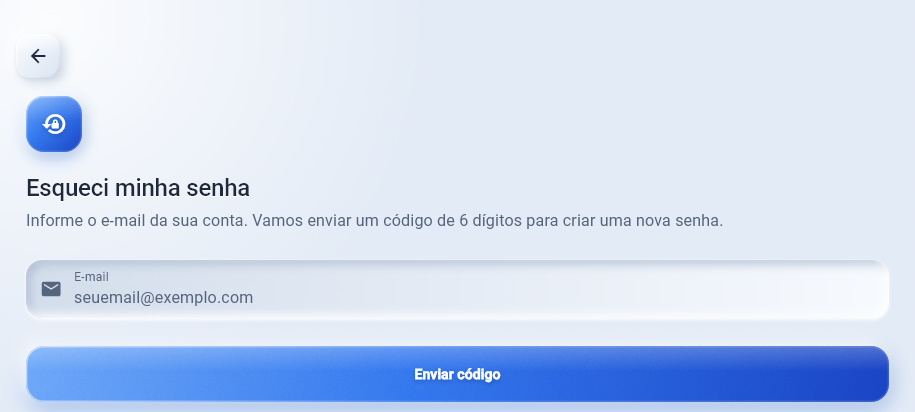 Esqueci minha senha
Informe o e-mail da sua conta. Vamos enviar um código de 6 dígitos para criar uma nova senha.
E-mail
seuemail@exemplo.com
Enviar código